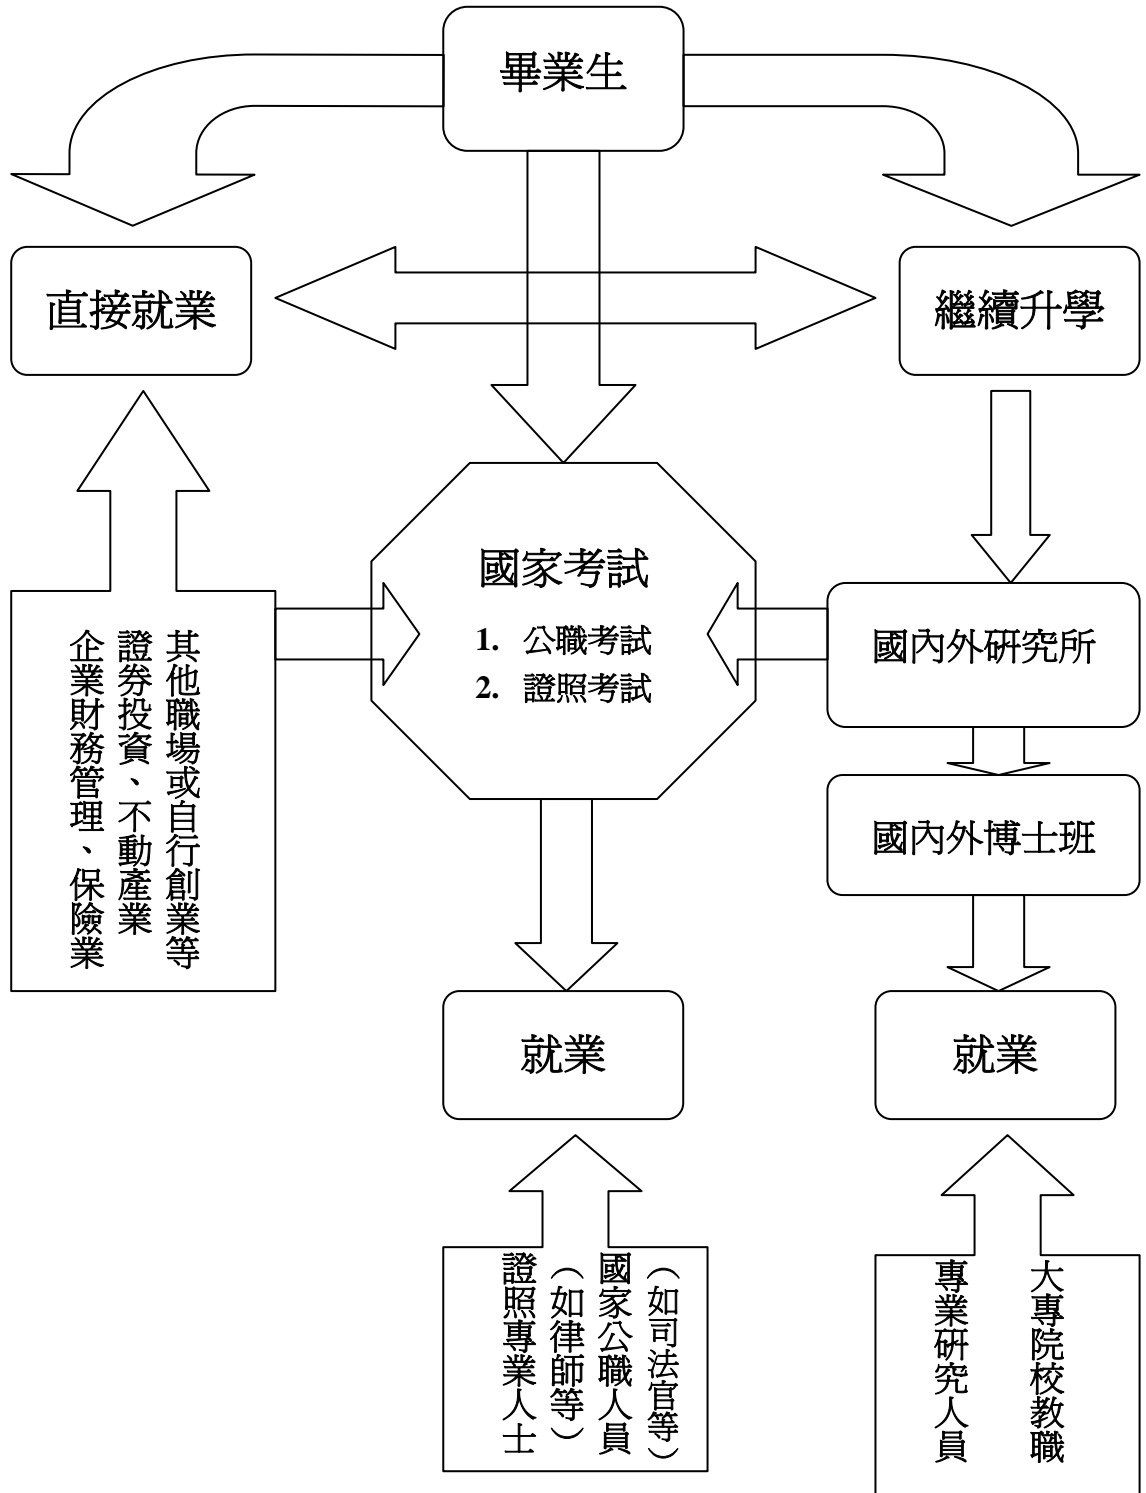 畢業生
直接就業
繼續升學
國家考試
1. 公職考試
2. 證照考試
國內外研究所
國內外博士班
其他職場或自行創業等
證券投資、不動產業
企業財務管理、保險業
就業
就業
（如司法官等）
國家公職人員
（如律師等）
證照專業人士
大專院校教職
專業研究人員